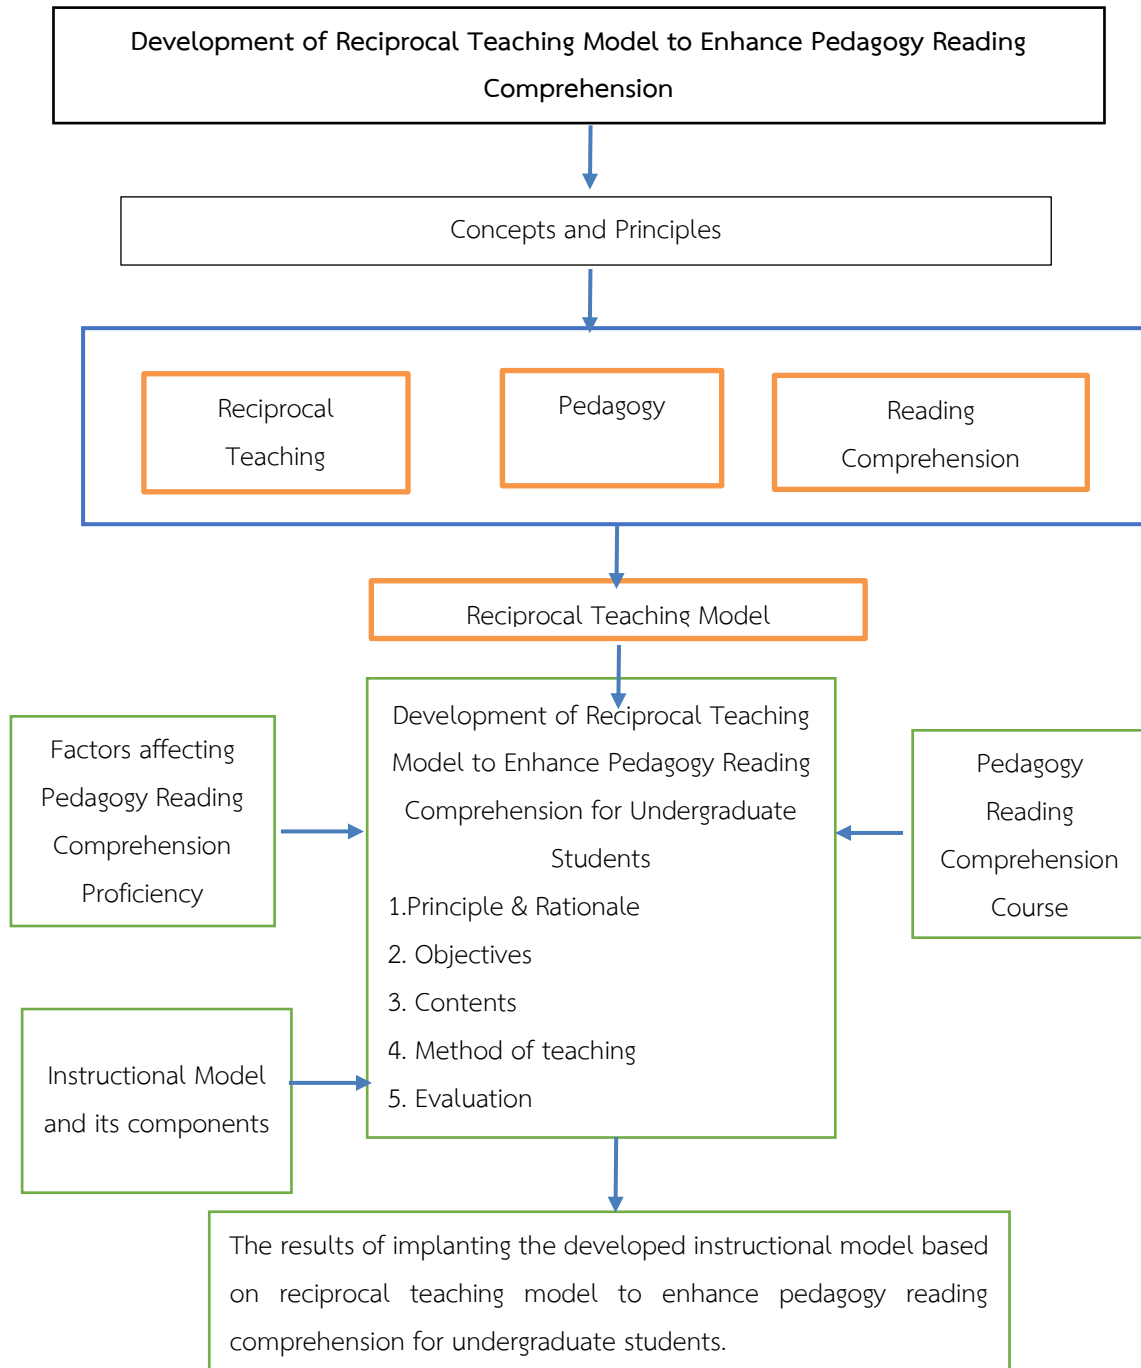 Development of Reciprocal Teaching Model to Enhance Pedagogy Reading
Comprehension
Concepts and Principles
Reciprocal
Teaching
Pedagogy
Reading
Comprehension
Reciprocal Teaching Model
Development of Reciprocal Teaching
Model to Enhance Pedagogy Reading
Comprehension for Undergraduate
Students
1.Principle & Rationale
2. Objectives
3. Contents
4. Method of teaching
5. Evaluation
Factors affecting
Pedagogy Reading
Comprehension
Proficiency
Pedagogy
Reading
Comprehension
Course
Instructional Model
and its components
The results of implanting the developed instructional model based
on reciprocal teaching model to enhance pedagogy reading
comprehension for undergraduate students.